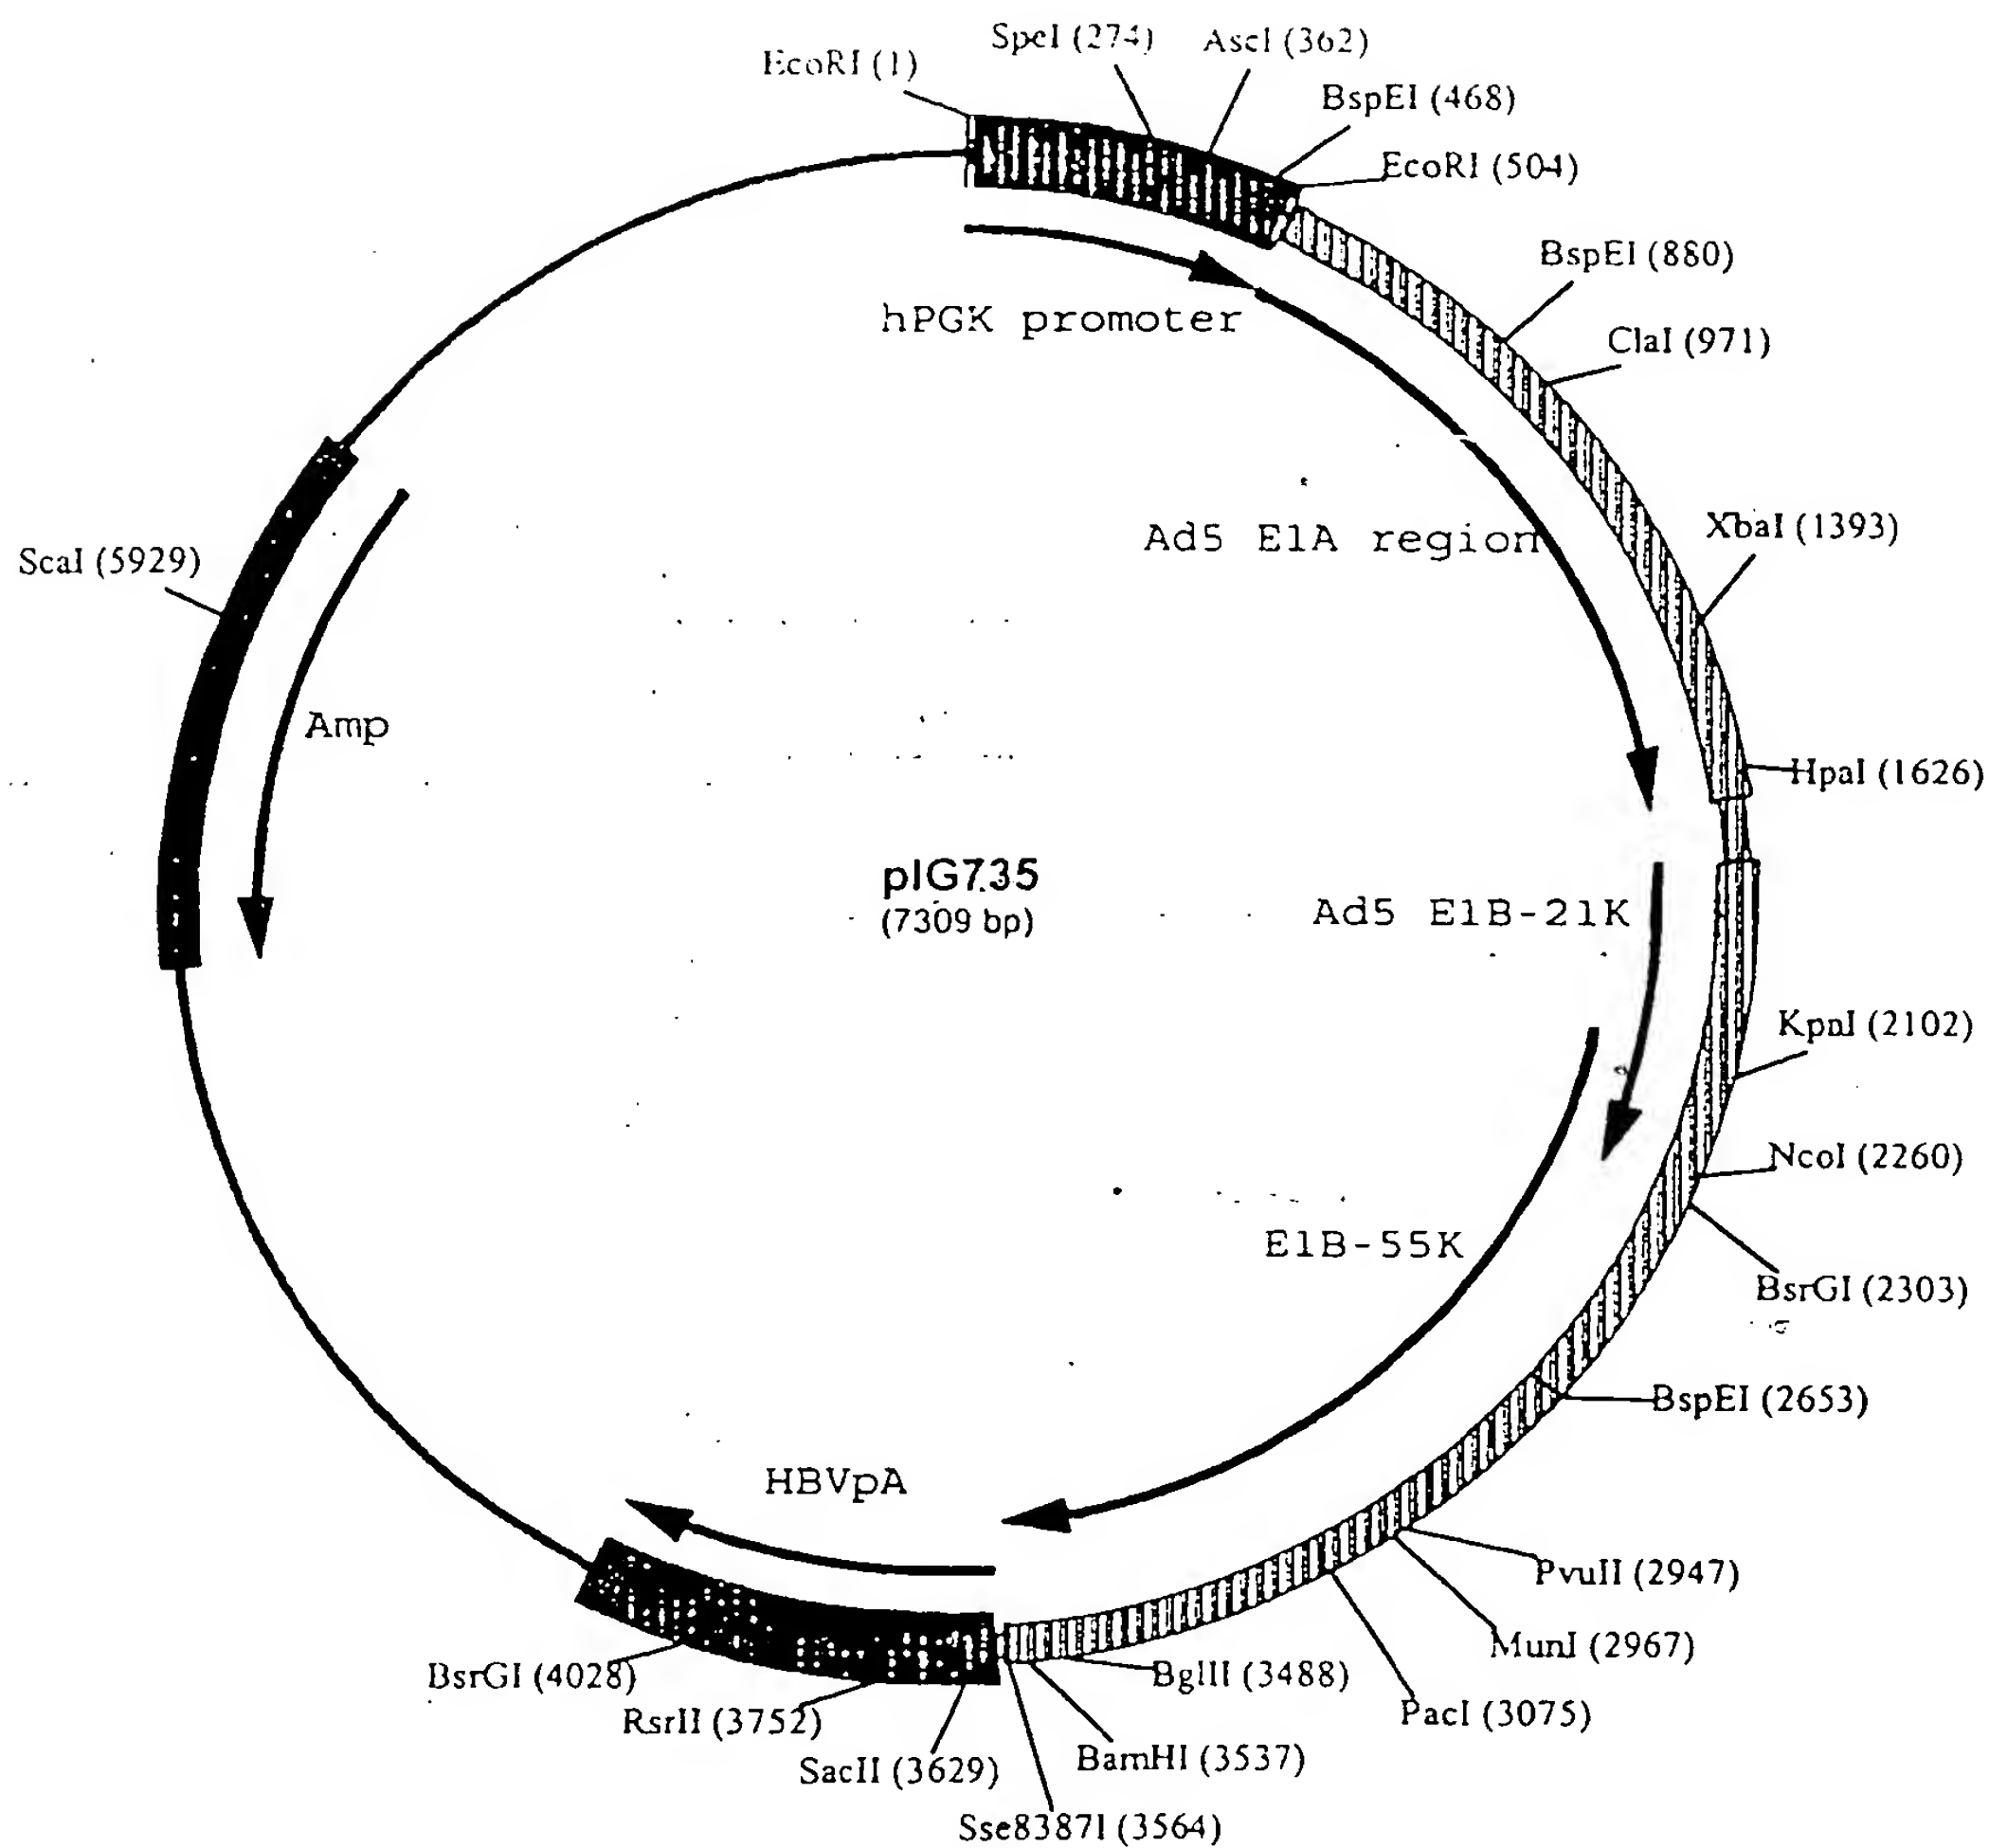 SpeI (274)
AscI (362)
EcoRI (1)
BspEI (468)
EcoRI (504)
BspEI (880)
hPGK promoter
ClaI (971)
XbaI (1393)
Ad5 E1A region
ScaI (5929)
Amp
HpaI (1626)
pIG735
(7309 bp)
Ad5 E1B-21K
KpnI (2102)
NcoI (2260)
E1B-55K
BsrGI (2303)
BspEI (2653)
HBVpA
PvuII (2947)
MunI (2967)
BsrGI (4028)
BglII (3488)
PacI (3075)
RsrII (3752)
SacII (3629)
BamHI (3537)
Sse8387I (3564)